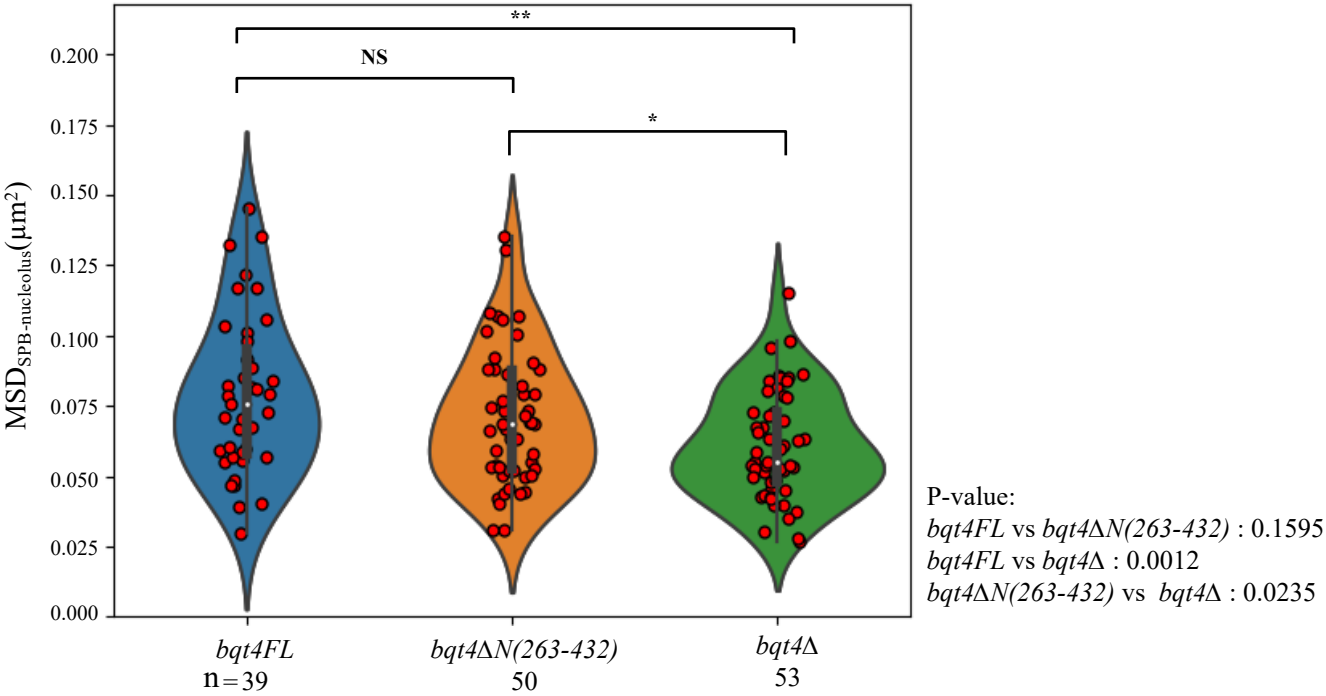 **
0.200
NS
0.175
*
0.150
0.125
0.100
0.075
0.050
0.025
0.000
MSDSPB-nucleolus(μm²)
bqt4FL
bqt4ΔN(263-432)
bqt4Δ
n=39
50
53
P-value:
bqt4FL vs bqt4ΔN(263-432) : 0.1595
bqt4FL vs bqt4Δ : 0.0012
bqt4ΔN(263-432) vs bqt4Δ : 0.0235